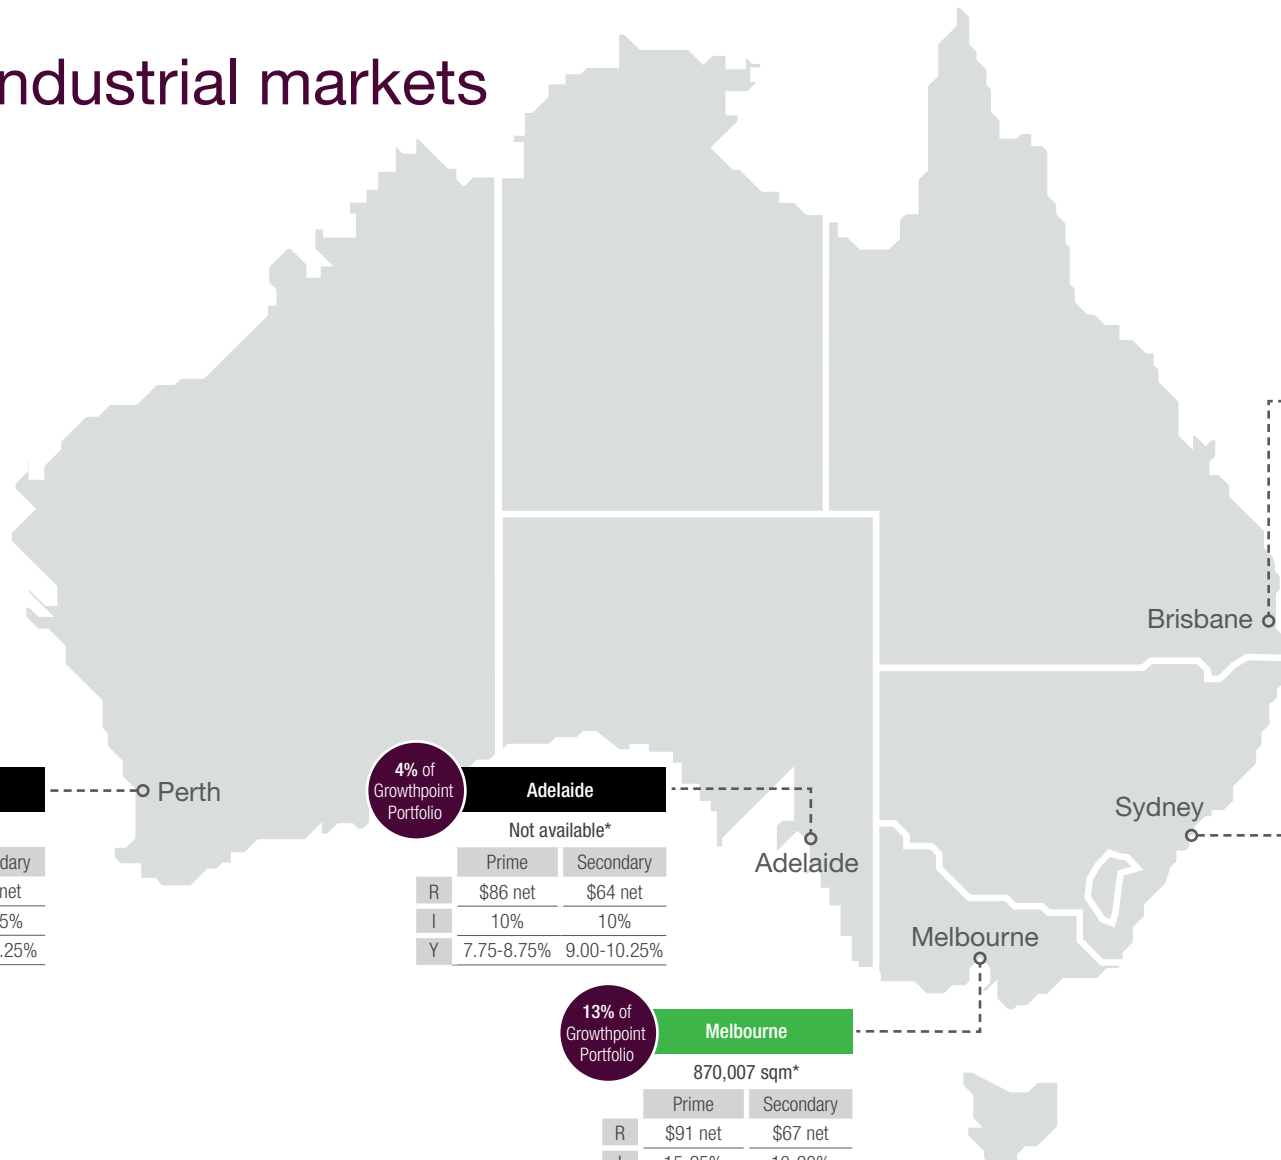 ndustrial markets
Brisbane
Perth
Sydney
4% of
Growthpoint
Portfolio
Adelaide
Not available*
Prime Secondary
R $86 net $64 net
I 10% 10%
Y 7.75-8.75% 9.00-10.25%
Adelaide
dary
net
5%
.25%
Melbourne
13% of
Growthpoint
Portfolio
Melbourne
870,007 sqm*
Prime Secondary
R $91 net $67 net